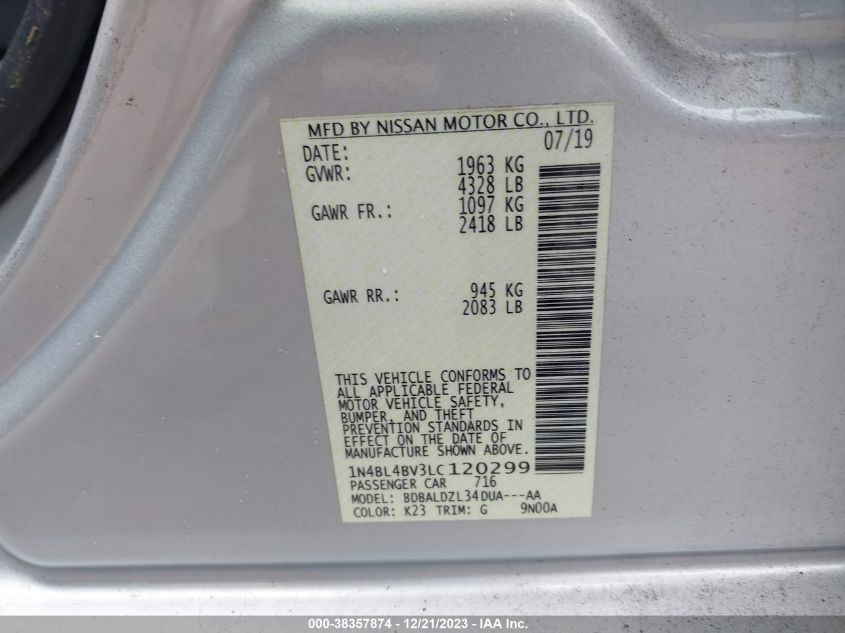 MFD BY NISSAN MOTOR CO., LTD.
DATE: 07/19
GVWR: 1963 KG
4328 LB
GAWR FR.: 1097 KG
2418 LB
GAWR RR.: 945 KG
2083 LB
THIS VEHICLE CONFORMS TO
ALL APPLICABLE FEDERAL
MOTOR VEHICLE SAFETY,
BUMPER, AND THEFT
PREVENTION STANDARDS IN
EFFECT ON THE DATE OF
MANUFACTURE SHOWN ABOVE.
1N4BL4BV3LC120299
PASSENGER CAR 716
MODEL: BDBALDZL34DUA---AA
COLOR: K23 TRIM: G 9N00A
000-38357874 - 12/21/2023 - IAA Inc.